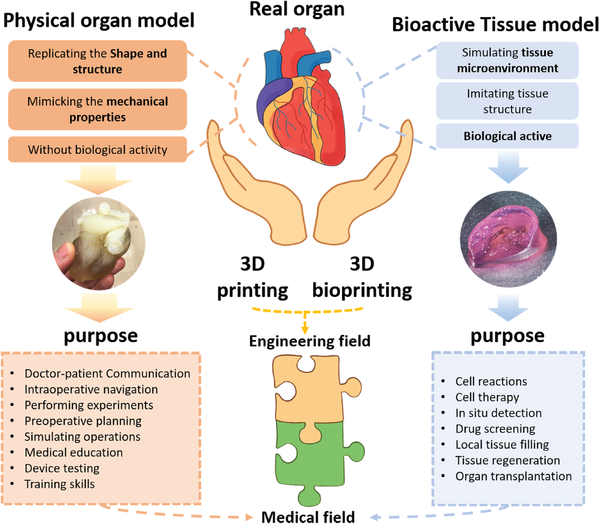 Physical organ model
Replicating the Shape and
structure
Mimicking the mechanical
properties
Without biological activity
purpose
• Doctor-patient Communication
• Intraoperative navigation
• Performing experiments
• Preoperative planning
• Simulating operations
• Medical education
• Device testing
• Training skills
Real organ
3D
printing
3D
bioprinting
Engineering field
Medical field
Bioactive Tissue model
Simulating tissue
microenvironment
Imitating tissue
structure
Biological active
purpose
• Cell reactions
• Cell therapy
• In situ detection
• Drug screening
• Local tissue filling
• Tissue regeneration
• Organ transplantation